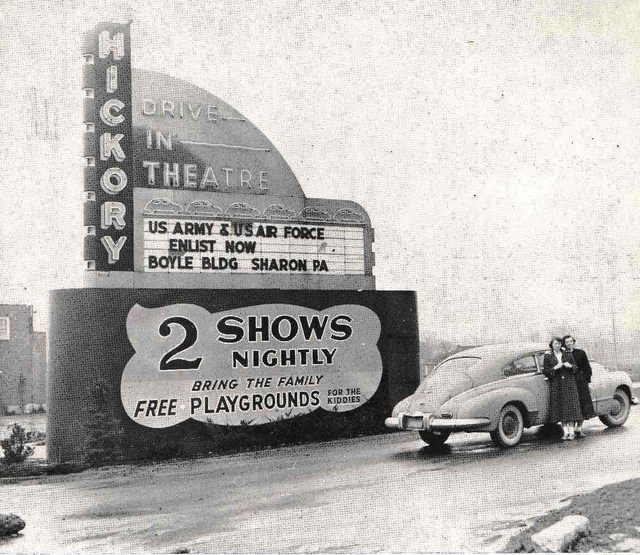 HICKORY
DRIVE-
IN
THEATRE
US ARMY & US AIR FORCE
ENLIST NOW
BOYLE BLDG SHARON PA
2 SHOWS
NIGHTLY
BRING THE FAMILY
FREE PLAYGROUNDS FOR THE
KIDDIES